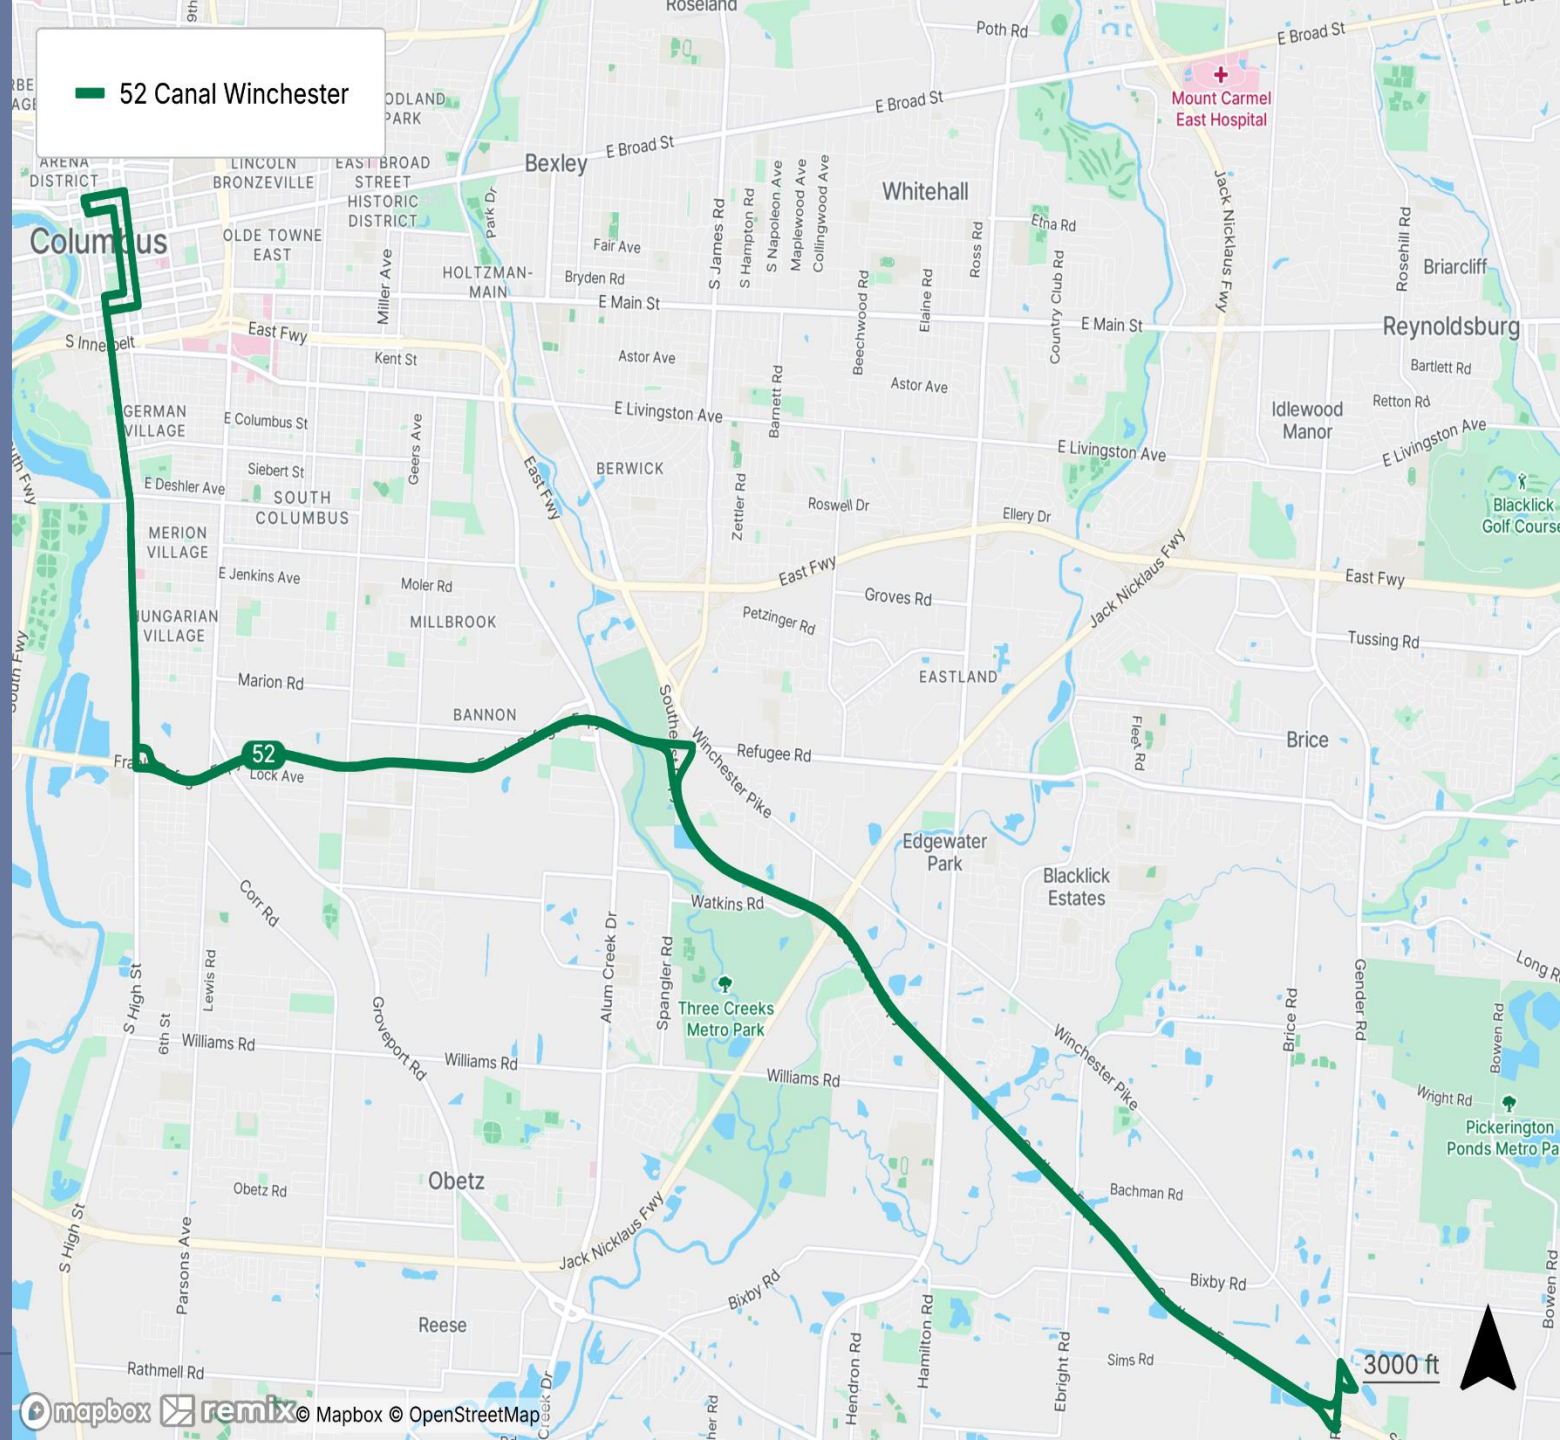 Roseland
9th
Poth Rd
E Broad St
52 Canal Winchester
Mount Carmel
East Hospital
E Broad St
ODLAND
PARK
ARENA
DISTRICT
LINCOLN
BRONZEVILLE
EAST BROAD
STREET
HISTORIC
DISTRICT
Bexley
E Broad St
Whitehall
Park Dr
S James Rd
S Hampton Rd
S Napoleon Ave
Maplewood Ave
Collingwood Ave
Jack Nicklaus Fwy
Etna Rd
Rosehill Rd
Columbus
OLDE TOWNE
EAST
Fair Ave
Ross Rd
Miller Ave
HOLTZMAN-
MAIN
Bryden Rd
Beechwood Rd
Elaine Rd
Country Club Rd
Briarcliff
E Main St
E Main St
Reynoldsburg
S Innerbelt
East Fwy
Kent St
Astor Ave
Astor Ave
Bartlett Rd
Retton Rd
GERMAN
VILLAGE
E Columbus St
Geers Ave
E Livingston Ave
Barnett Rd
Idlewood
Manor
E Livingston Ave
E Livingston Ave
Siebert St
BERWICK
E Deshler Ave
SOUTH
COLUMBUS
East Fwy
Zettler Rd
Roswell Dr
Ellery Dr
Blacklick
Golf Course
MERION
VILLAGE
E Jenkins Ave
Moler Rd
East Fwy
Jack Nicklaus Fwy
East Fwy
HUNGARIAN
VILLAGE
MILLBROOK
Petzinger Rd
Groves Rd
Tussing Rd
South Fwy
Marion Rd
EASTLAND
BANNON
Winchester Pike
Refugee Rd
Fleet Rd
Brice
52
Lock Ave
Edgewater
Park
Blacklick
Estates
Corr Rd
Watkins Rd
Alum Creek Dr
Spangler Rd
S High St
Lewis Rd
Three Creeks
Metro Park
Gender Rd
Brice Rd
Bowen Rd
6th St
Williams Rd
Groveport Rd
Williams Rd
Williams Rd
Winchester Pike
Wright Rd
Pickerington
Ponds Metro Pa
Obetz
Obetz Rd
Bachman Rd
S High St
Parsons Ave
Jack Nicklaus Fwy
Bixby Rd
Bixby Rd
Bowen Rd
Reese
Hendron Rd
Hamilton Rd
Ebright Rd
Sims Rd
3000 ft
Rathmell Rd
Creek Dr
mapbox remix © Mapbox © OpenStreetMap